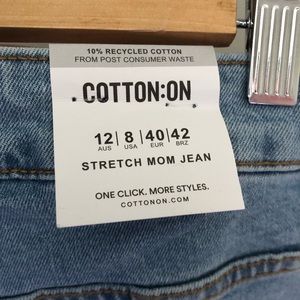 10% RECYCLED COTTON
FROM POST CONSUMER WASTE
COTTON:ON
12 | 8 | 40 | 42
AUS USA EUR BRZ
STRETCH MOM JEAN
ONE CLICK. MORE STYLES.
COTTONON.COM